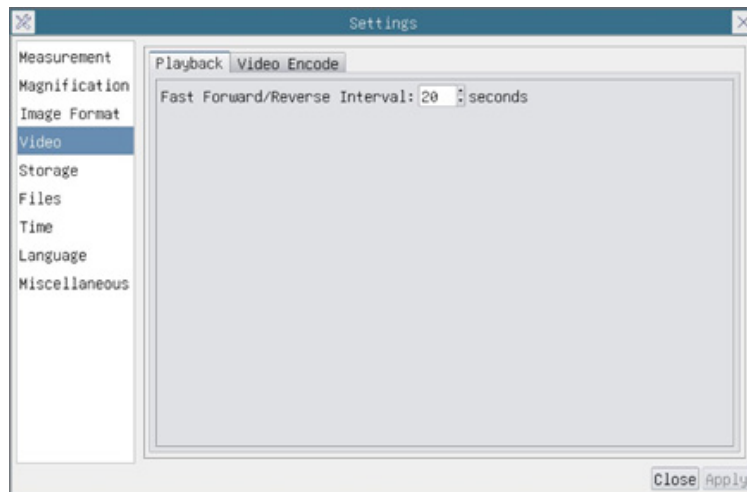 Settings
Measurement
Magnification
Image Format
Video
Storage
Files
Time
Language
Miscellaneous
Playback Video Encode
Fast Forward/Reverse Interval: 20 seconds
Close Apply